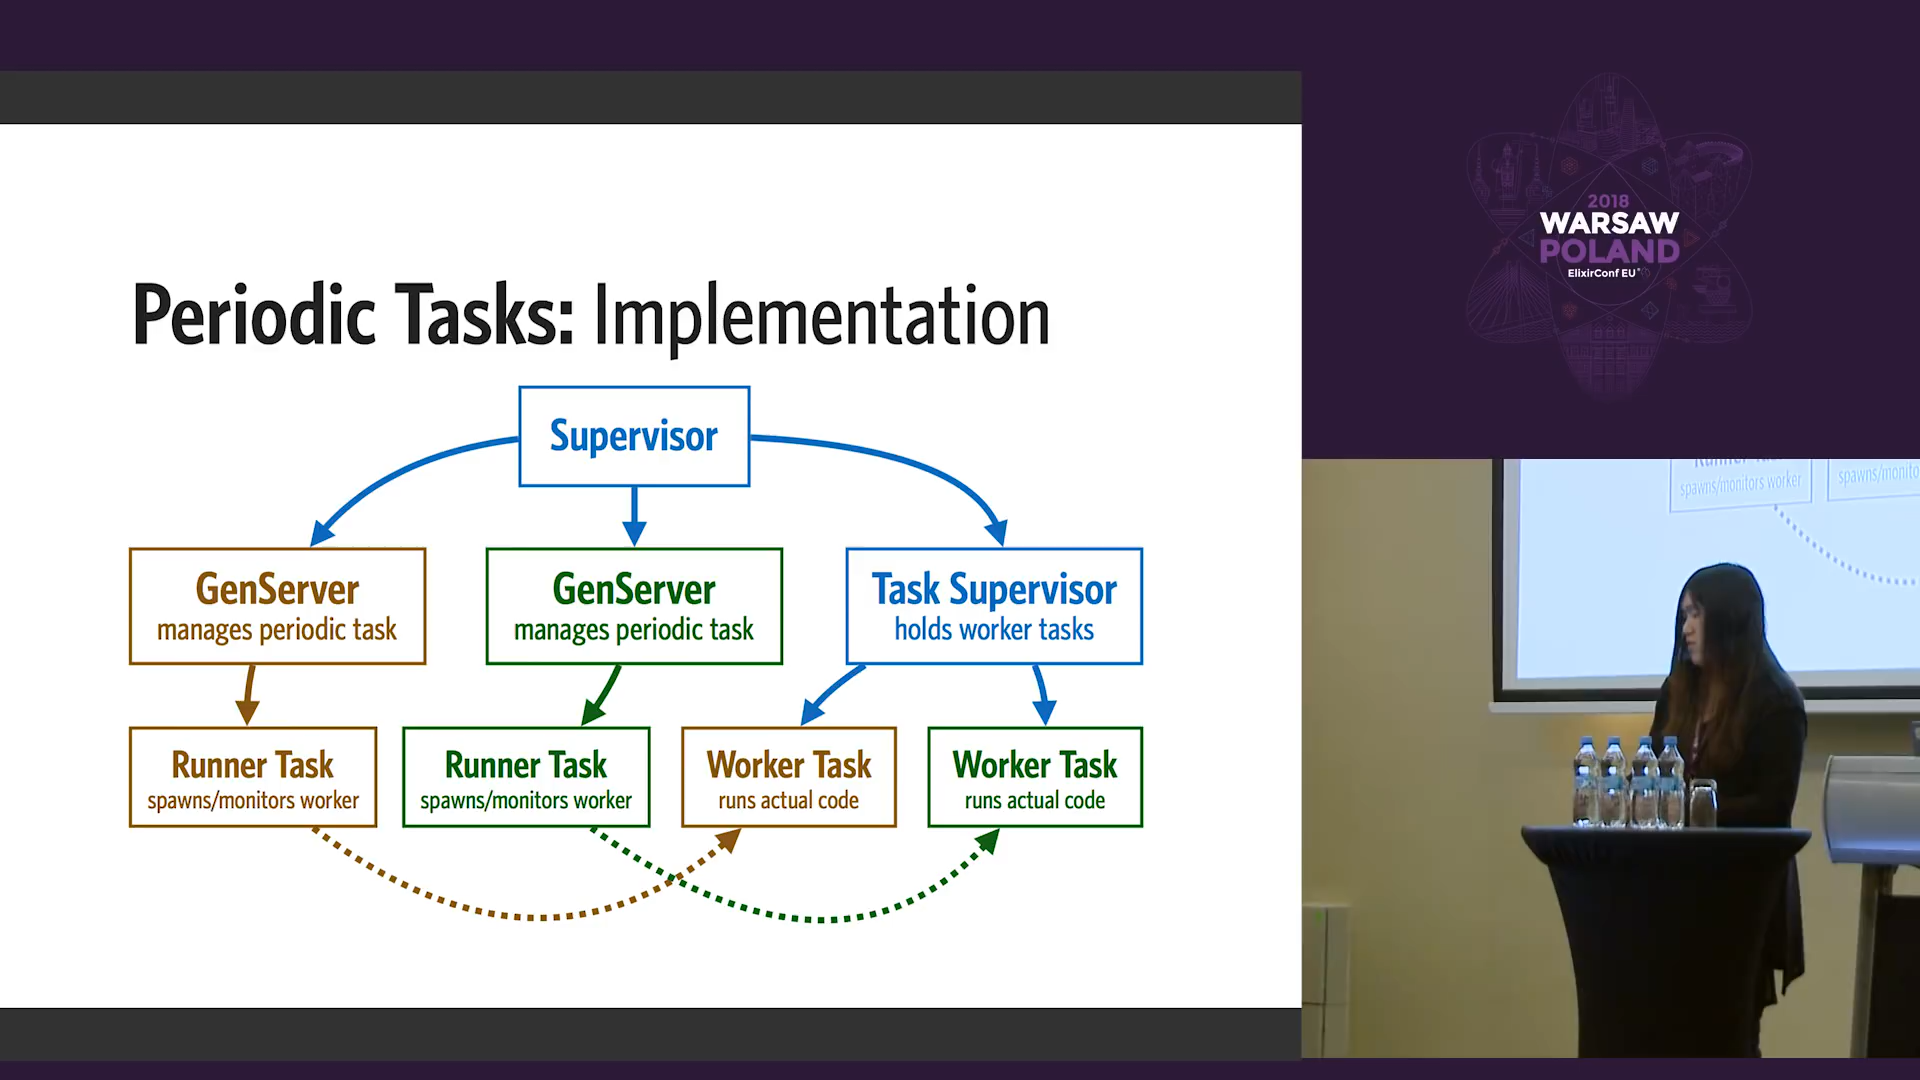 Periodic Tasks: Implementation
Supervisor
GenServer
manages periodic task
GenServer
manages periodic task
Task Supervisor
holds worker tasks
Runner Task
spawns/monitors worker
Runner Task
spawns/monitors worker
Worker Task
runs actual code
Worker Task
runs actual code
2018
WARSAW
POLAND
ElixirConf EU
spawns/monitors worker